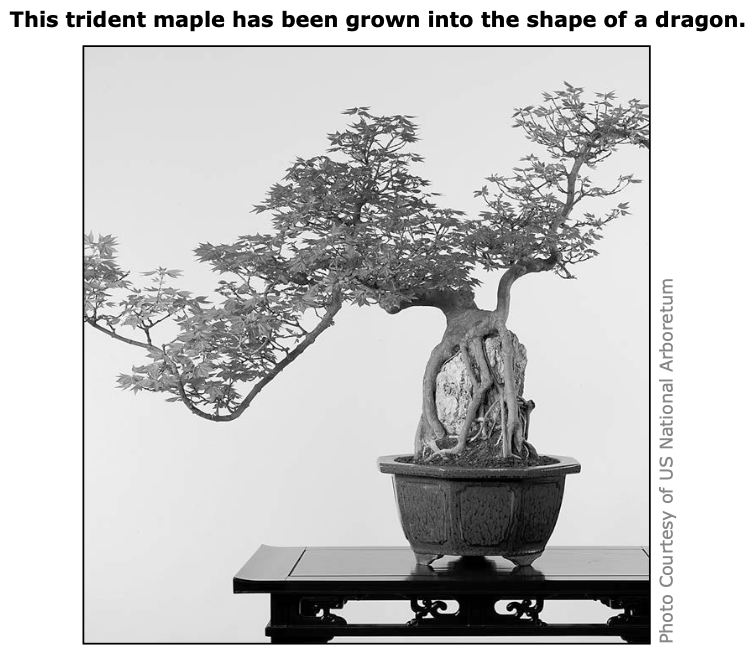 This trident maple has been grown into the shape of a dragon.
Photo Courtesy of US National Arboretum